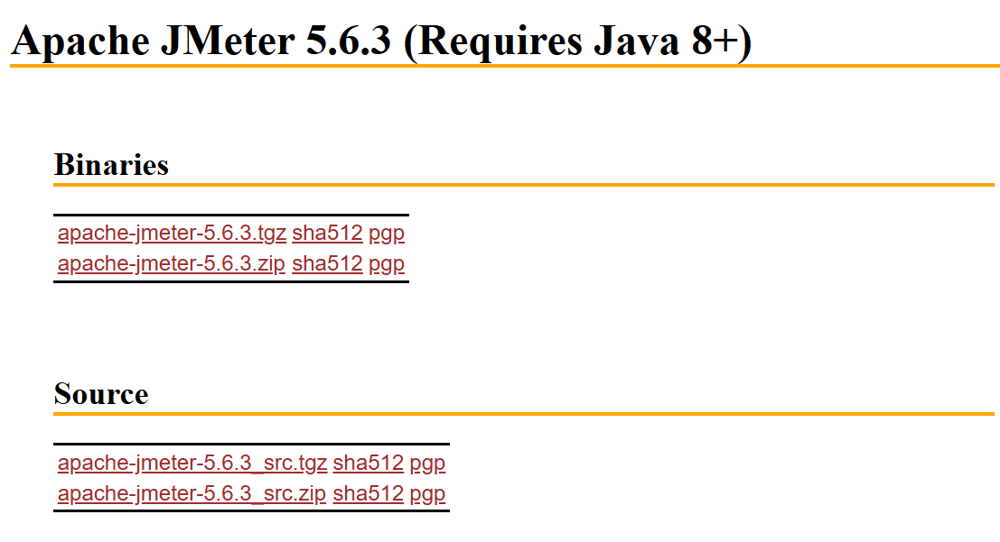 Apache JMeter 5.6.3 (Requires Java 8+)
Binaries
apache-jmeter-5.6.3.tgz sha512 pgp
apache-jmeter-5.6.3.zip sha512 pgp
Source
apache-jmeter-5.6.3_src.tgz sha512 pgp
apache-jmeter-5.6.3_src.zip sha512 pgp